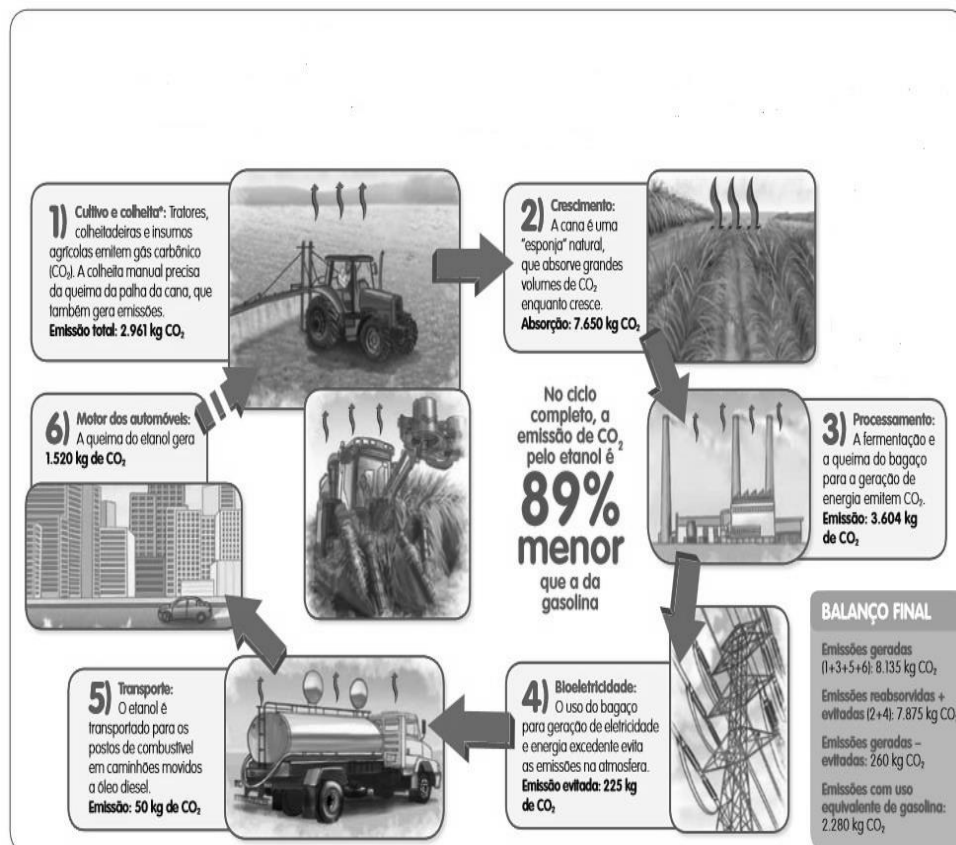 1) Cultivo e colheita*: Tratores,
colheitadeiras e insumos
agrícolas emitem gás carbônico
(CO₂). A colheita manual precisa
da queima da palha da cana, que
também gera emissões.
Emissão total: 2.961 kg CO₂
2) Crescimento:
A cana é uma
"esponja" natural,
que absorve grandes
volumes de CO₂
enquanto cresce.
Absorção: 7.650 kg CO₂
3) Processamento:
A fermentação e
a queima do bagaço
para a geração de
energia emitem CO₂.
Emissão: 3.604 kg
de CO₂
4) Bioeletricidade:
O uso do bagaço
para geração de eletricidade
e energia excedente evita
as emissões na atmosfera.
Emissão evitada: 225 kg
de CO₂
5) Transporte:
O etanol é
transportado para os
postos de combustível
em caminhões movidos
a óleo diesel.
Emissão: 50 kg de CO₂
6) Motor dos automóveis:
A queima do etanol gera
1.520 kg de CO₂
No ciclo
completo, a
emissão de CO₂
pelo etanol é
89%
menor
que a da
gasolina
BALANÇO FINAL
Emissões geradas
(1+3+5+6): 8.135 kg CO₂
Emissões reabsorvidas +
evitadas (2+4): 7.875 kg CO₂
Emissões geradas –
evitadas: 260 kg CO₂
Emissões com uso
equivalente de gasolina:
2.280 kg CO₂